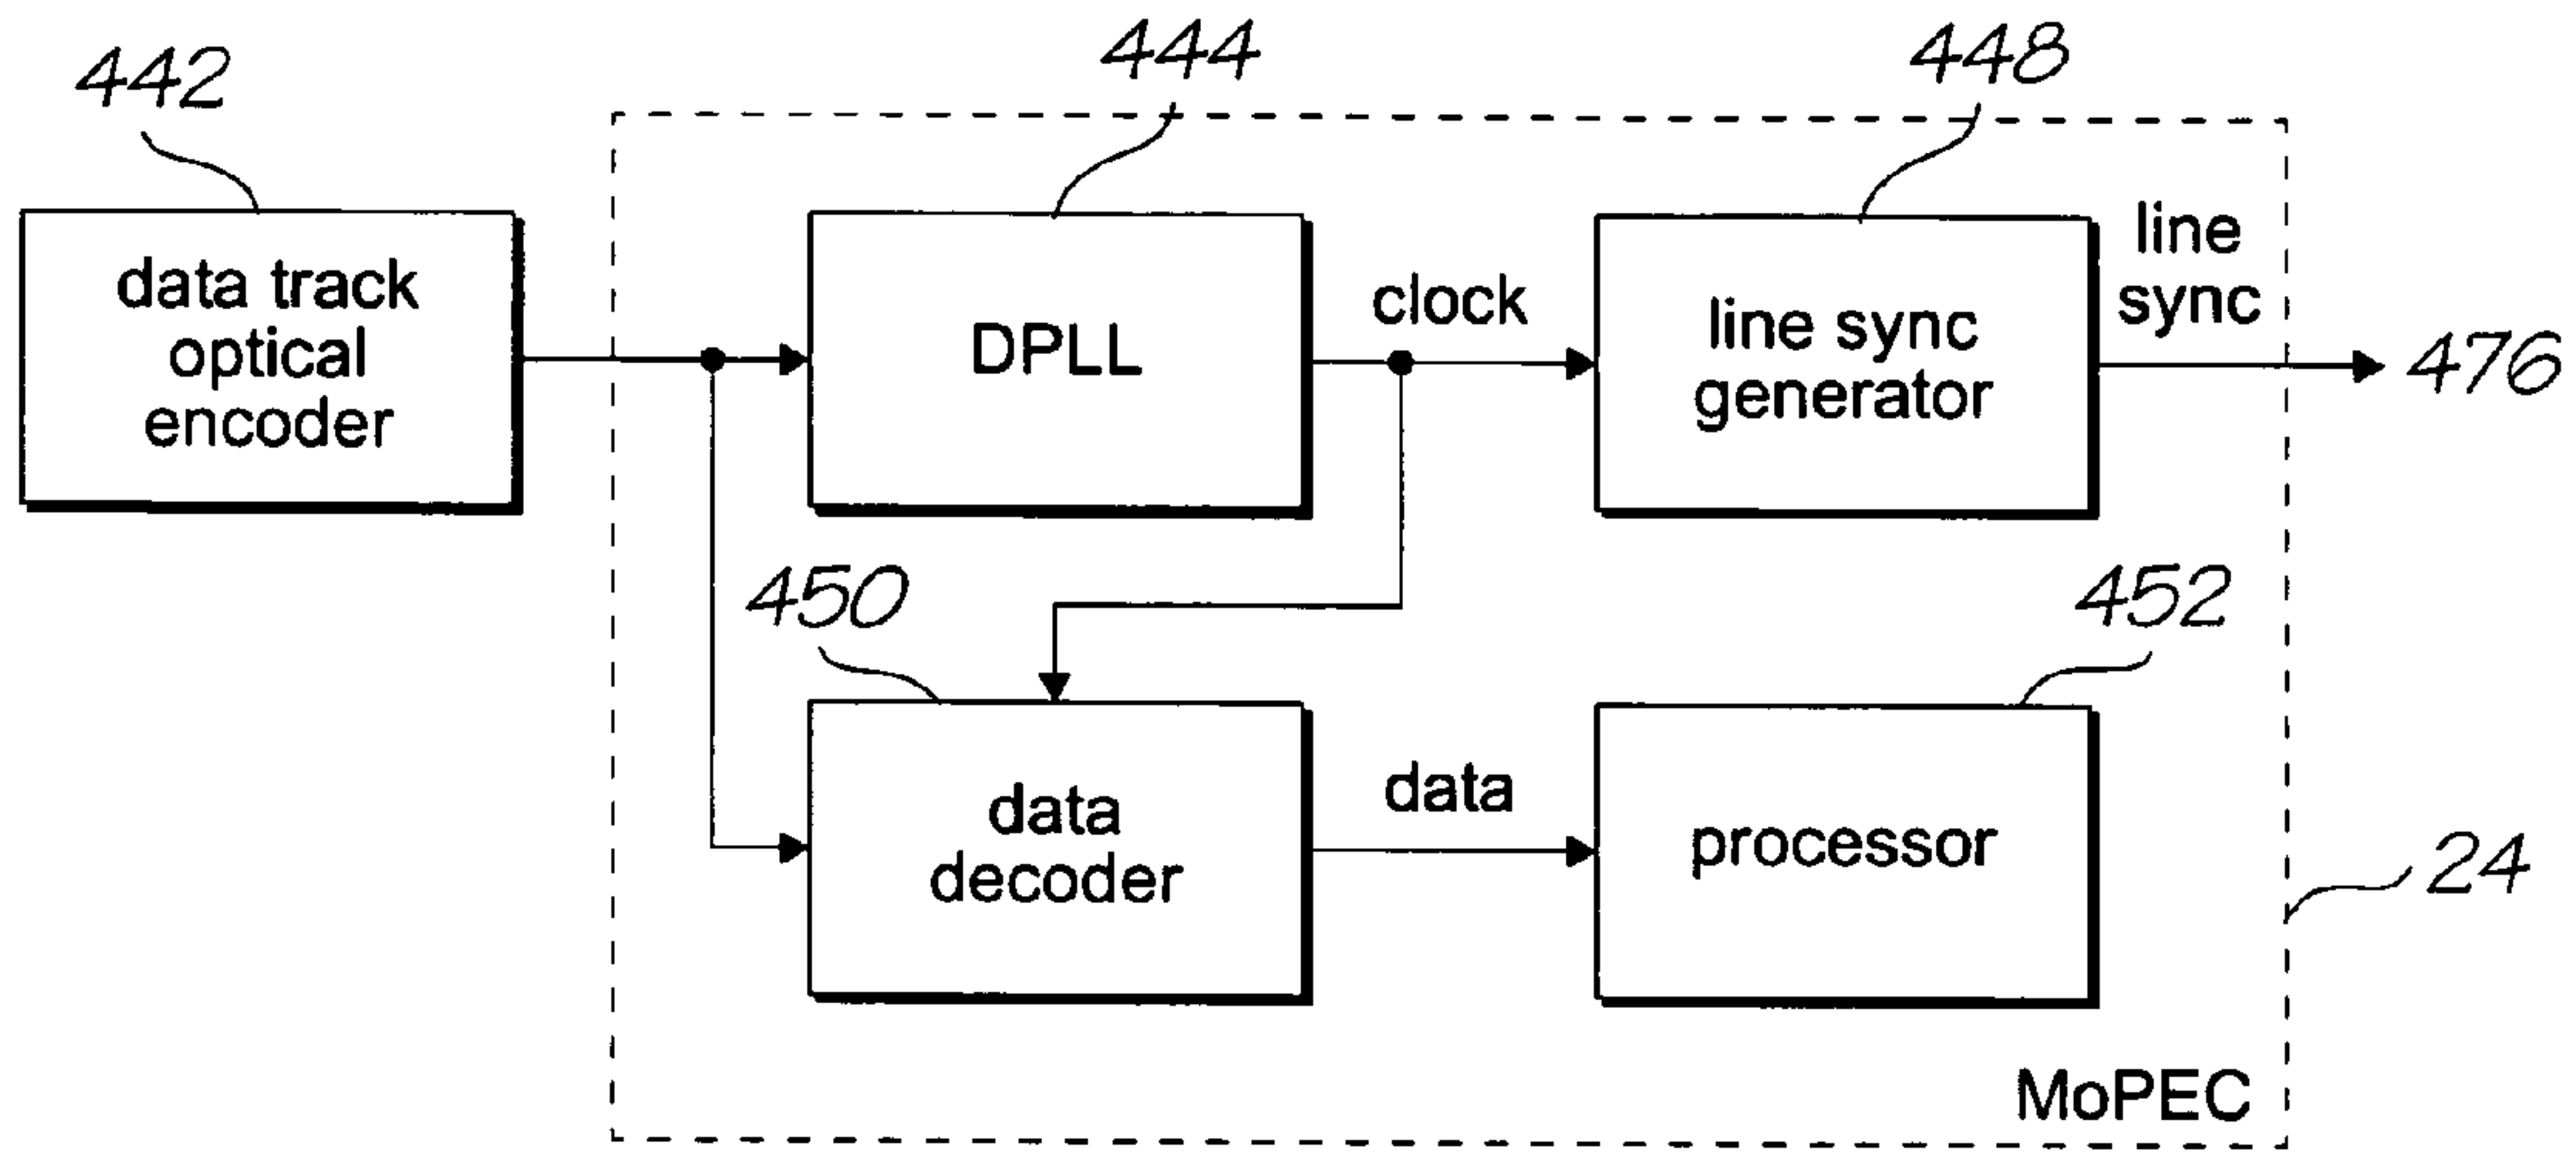 442
444
448
data track
optical
encoder
DPLL
clock
line sync
generator
line
sync
476
450
452
data
decoder
data
processor
24
MoPEC